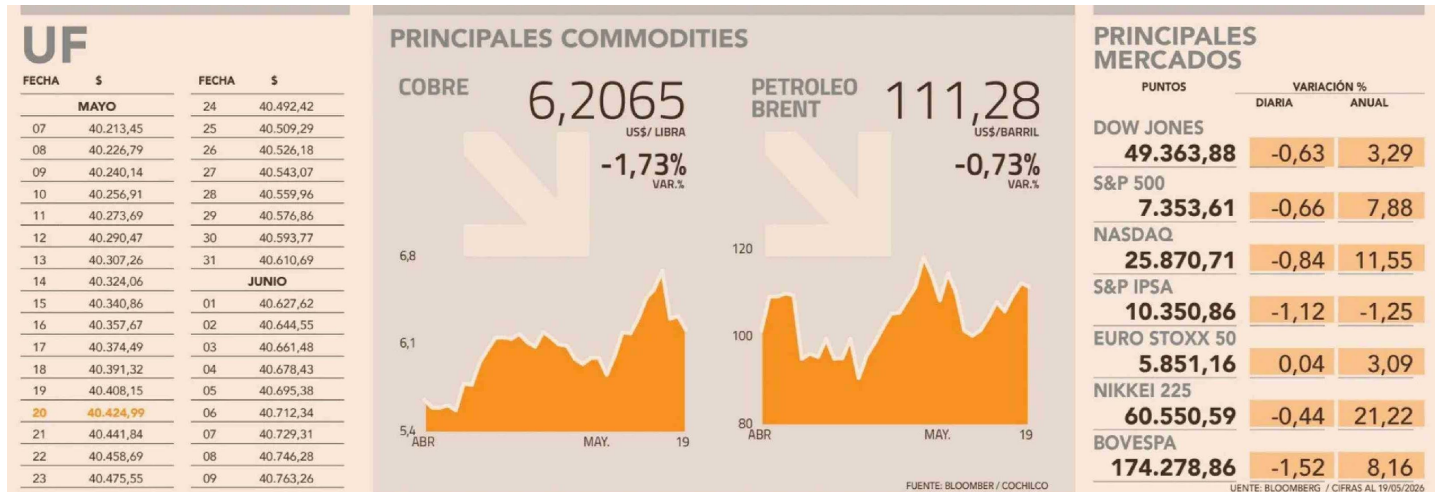 UF
FECHA $
MAYO
07 40.213,45
08 40.226,79
09 40.240,14
10 40.256,91
11 40.273,69
12 40.290,47
13 40.307,26
14 40.324,06
15 40.340,86
16 40.357,67
17 40.374,49
18 40.391,32
19 40.408,15
20 40.424,99
21 40.441,84
22 40.458,69
23 40.475,55
FECHA $
24 40.492,42
25 40.509,29
26 40.526,18
27 40.543,07
28 40.559,96
29 40.576,86
30 40.593,77
31 40.610,69
JUNIO
01 40.627,62
02 40.644,55
03 40.661,48
04 40.678,43
05 40.695,38
06 40.712,34
07 40.729,31
08 40.746,28
09 40.763,26
PRINCIPALES COMMODITIES
COBRE
6,2065
US$/ LIBRA
-1,73%
VAR.%
6,8
6,1
5,4
ABR MAY. 19
PETROLEO
BRENT
111,28
US$/BARRIL
-0,73%
VAR.%
120
100
80
ABR MAY. 19
FUENTE: BLOOMBER / COCHILCO
PRINCIPALES
MERCADOS
PUNTOS VARIACIÓN %
DIARIA ANUAL
DOW JONES
49.363,88 -0,63 3,29
S&P 500
7.353,61 -0,66 7,88
NASDAQ
25.870,71 -0,84 11,55
S&P IPSA
10.350,86 -1,12 -1,25
EURO STOXX 50
5.851,16 0,04 3,09
NIKKEI 225
60.550,59 -0,44 21,22
BOVESPA
174.278,86 -1,52 8,16
UENTE: BLOOMBERG / CIFRAS AL 19/05/2026